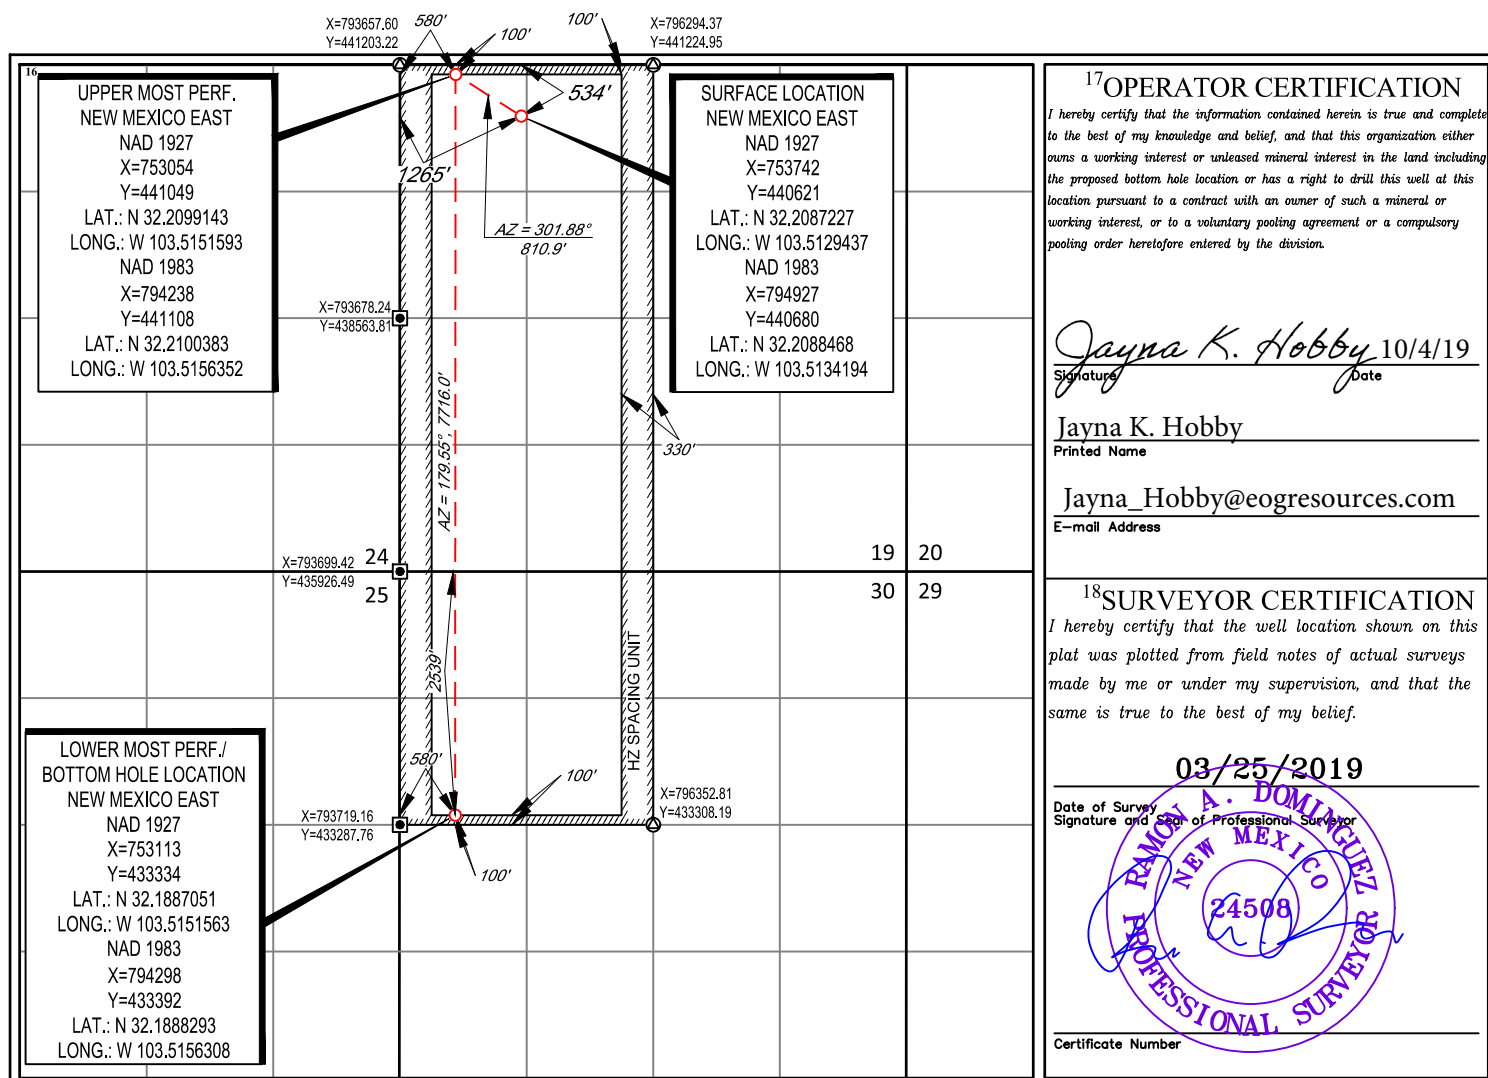 X=793657.60
Y=441203.22
580'
100'
100'
X=796294.37
Y=441224.95
16
UPPER MOST PERF.
NEW MEXICO EAST
NAD 1927
X=753054
Y=441049
LAT.: N 32.2099143
LONG.: W 103.5151593
NAD 1983
X=794238
Y=441108
LAT.: N 32.2100383
LONG.: W 103.5156352
534'
1265'
AZ = 301.88°
810.9'
SURFACE LOCATION
NEW MEXICO EAST
NAD 1927
X=753742
Y=440621
LAT.: N 32.2087227
LONG.: W 103.5129437
NAD 1983
X=794927
Y=440680
LAT.: N 32.2088468
LONG.: W 103.5134194
X=793678.24
Y=438563.81
AZ = 179.55°, 7716.0'
330'
X=793699.42
Y=435926.49
24
25
19
20
30
29
2539'
HZ SPACING UNIT
LOWER MOST PERF./
BOTTOM HOLE LOCATION
NEW MEXICO EAST
NAD 1927
X=753113
Y=433334
LAT.: N 32.1887051
LONG.: W 103.5151563
NAD 1983
X=794298
Y=433392
LAT.: N 32.1888293
LONG.: W 103.5156308
580'
100'
X=793719.16
Y=433287.76
X=796352.81
Y=433308.19
100'
17OPERATOR CERTIFICATION
I hereby certify that the information contained herein is true and complete
to the best of my knowledge and belief, and that this organization either
owns a working interest or unleased mineral interest in the land including
the proposed bottom hole location or has a right to drill this well at this
location pursuant to a contract with an owner of such a mineral or
working interest, or to a voluntary pooling agreement or a compulsory
pooling order heretofore entered by the division.
Jayna K. Hobby 10/4/19
Signature Date
Jayna K. Hobby
Printed Name
Jayna_Hobby@eogresources.com
E-mail Address
18SURVEYOR CERTIFICATION
I hereby certify that the well location shown on this
plat was plotted from field notes of actual surveys
made by me or under my supervision, and that the
same is true to the best of my belief.
03/25/2019
Date of Survey
Signature and Seal of Professional Surveyor
RAMON A. DOMINGUEZ
NEW MEXICO
24508
PROFESSIONAL SURVEYOR
Certificate Number